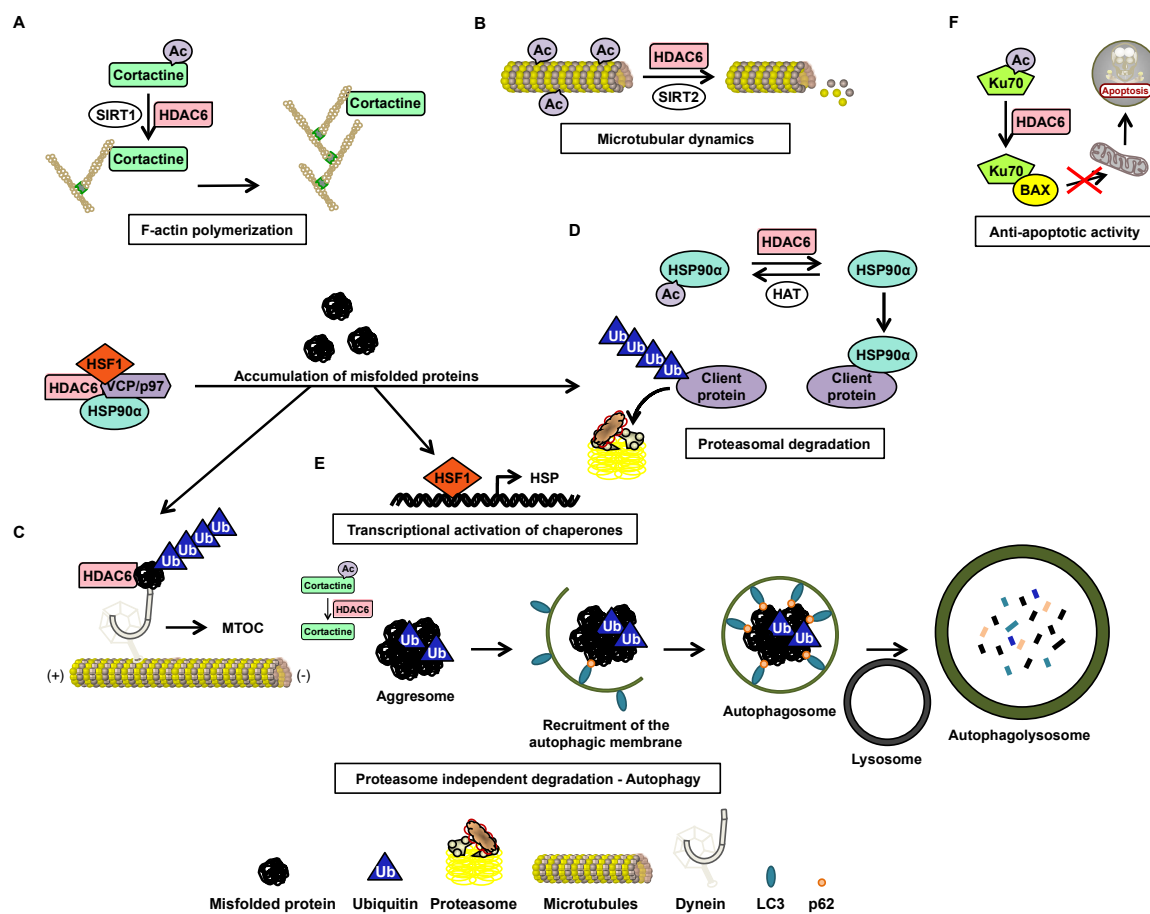 A
Ac
Cortactine
SIRT1
HDAC6
Cortactine
Cortactine
F-actin polymerization
B
Ac
Ac
Ac
HDAC6
SIRT2
Microtubular dynamics
F
Ac
Ku70
HDAC6
Ku70
BAX
Apoptosis
Anti-apoptotic activity
D
HDAC6
HSP90α
Ac
HAT
HSP90α
HSP90α
Client
protein
Ub
Ub
Ub
Ub
Client
protein
Proteasomal degradation
HSF1
HDAC6
VCP/p97
HSP90α
Accumulation of misfolded proteins
E
HSF1
HSP
Transcriptional activation of chaperones
C
Ub
Ub
Ub
Ub
HDAC6
MTOC
(+)
(-)
Ac
Cortactine
HDAC6
Cortactine
Ub
Ub
Aggresome
Ub
Ub
Recruitment of the
autophagic membrane
Ub
Ub
Autophagosome
Lysosome
Autophagolysosome
Proteasome independent degradation - Autophagy
Ub
Misfolded protein
Ubiquitin
Proteasome
Microtubules
Dynein
LC3
p62